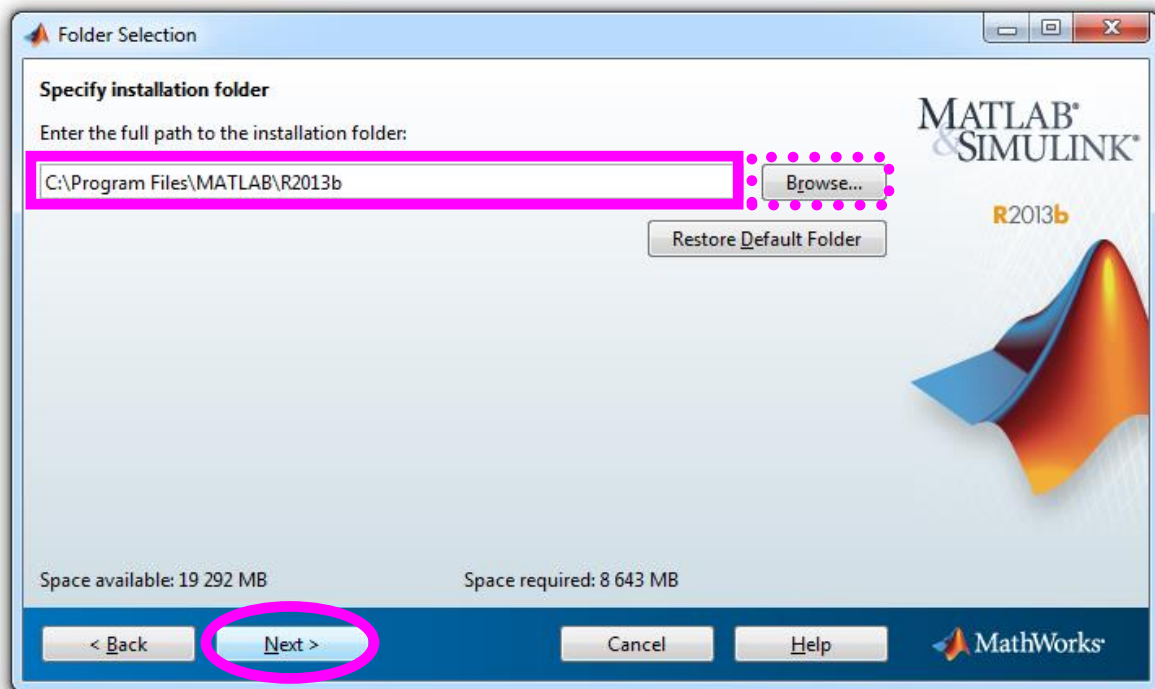 Folder Selection
Specify installation folder
Enter the full path to the installation folder:
C:\Program Files\MATLAB\R2013b
Browse...
Restore Default Folder
MATLAB®
&SIMULINK®
R2013b
Space available: 19 292 MB
Space required: 8 643 MB
< Back
Next >
Cancel
Help
MathWorks®